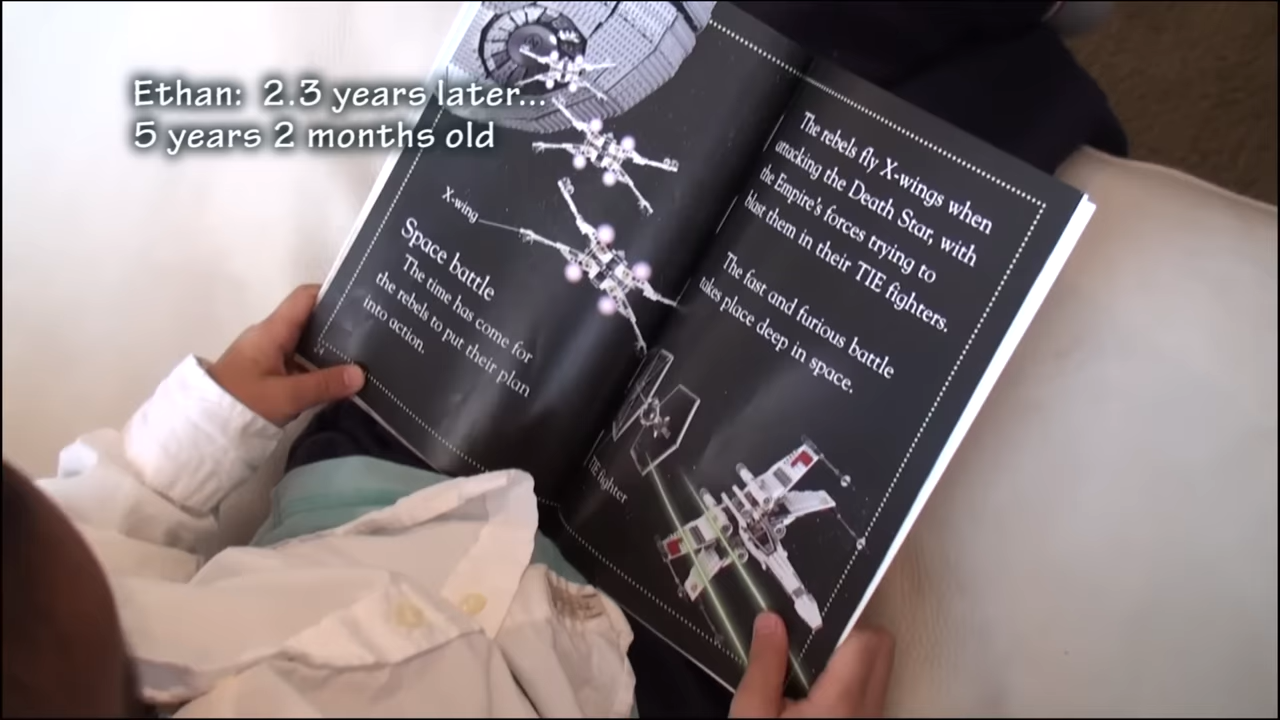 Ethan: 2.3 years later...
5 years 2 months old
X-wing
Space battle
The time has come for
the rebels to put their plan
into action.
The rebels fly X-wings when
attacking the Death Star, with
the Empire's forces trying to
blast them in their TIE fighters.
The fast and furious battle
takes place deep in space.
TIE fighter